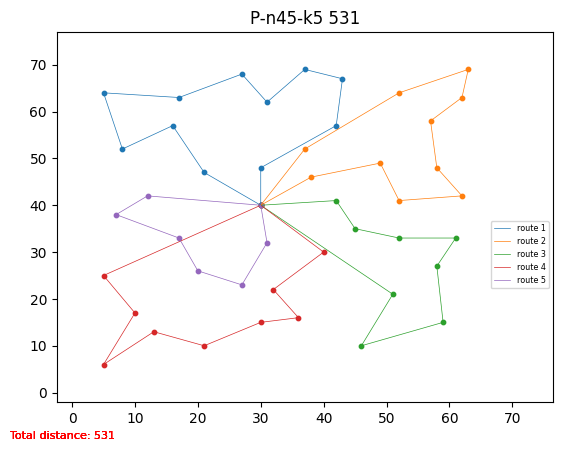 P-n45-k5 531
70
60
50
40
30
20
10
0
0 10 20 30 40 50 60 70
route 1
route 2
route 3
route 4
route 5
Total distance: 531